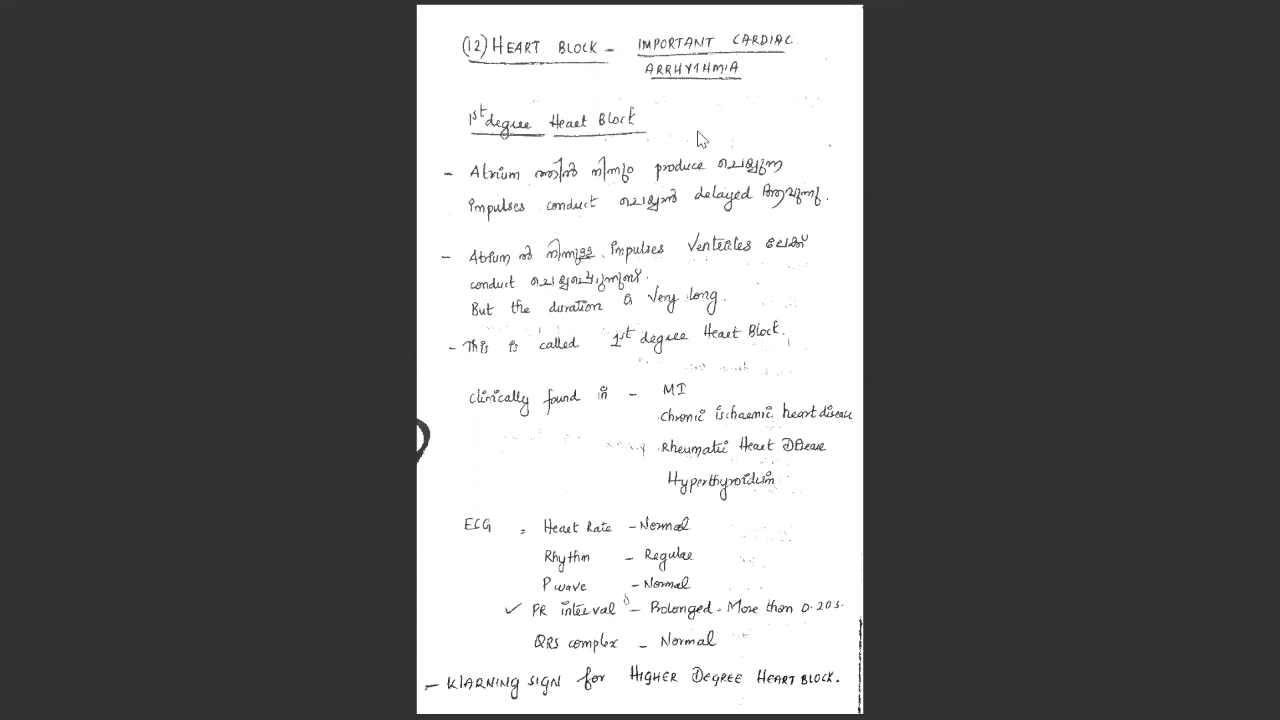 (12) HEART BLOCK - IMPORTANT CARDIAC
ARRHYTHMIA
1st degree Heart Block
- Atrium ത്തിൽ നിന്നും produce ചെയ്യുന്ന
Impulses conduct ചെയ്യാൻ delayed ആവുന്നു.
- Atrium ൽ നിന്നുള്ള Impulses Ventricles ലേക്ക്
conduct ചെയ്യപ്പെടുന്നുണ്ട്.
But the duration is very long.
- This is called 1st degree Heart Block.
Clinically found in - MI
Chronic ischaemic heart disease
Rheumatic Heart Disease
Hyperthyroidism
ECG = Heart Rate - Normal
Rhythm - Regular
P wave - Normal
✓ PR interval - Prolonged - More than 0.20s.
QRS complex - Normal
- WARNING SIGN for HIGHER DEGREE HEART BLOCK.